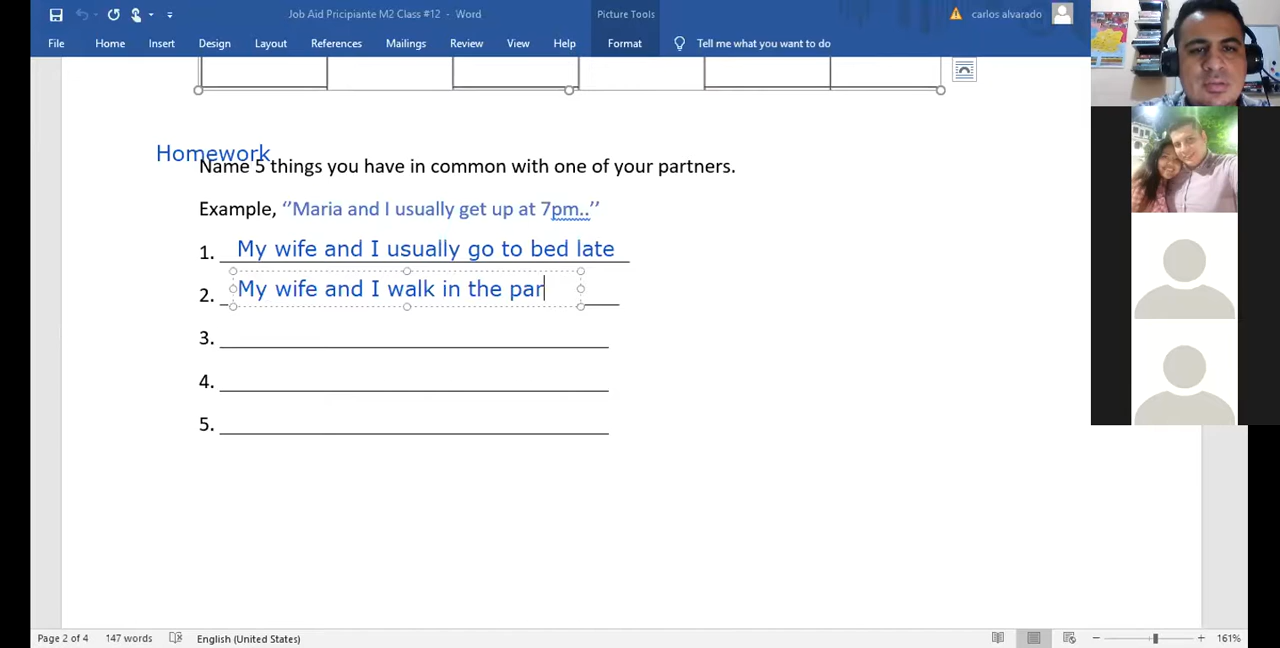 Job Aid Pricipiante M2 Class #12 - Word
Picture Tools
carlos alvarado
File Home Insert Design Layout References Mailings Review View Help Format Tell me what you want to do
Homework
Name 5 things you have in common with one of your partners.
Example, ‘’Maria and I usually get up at 7pm..’’
1. My wife and I usually go to bed late
2. My wife and I walk in the par
3.
4.
5.
Page 2 of 4 147 words English (United States) 161%